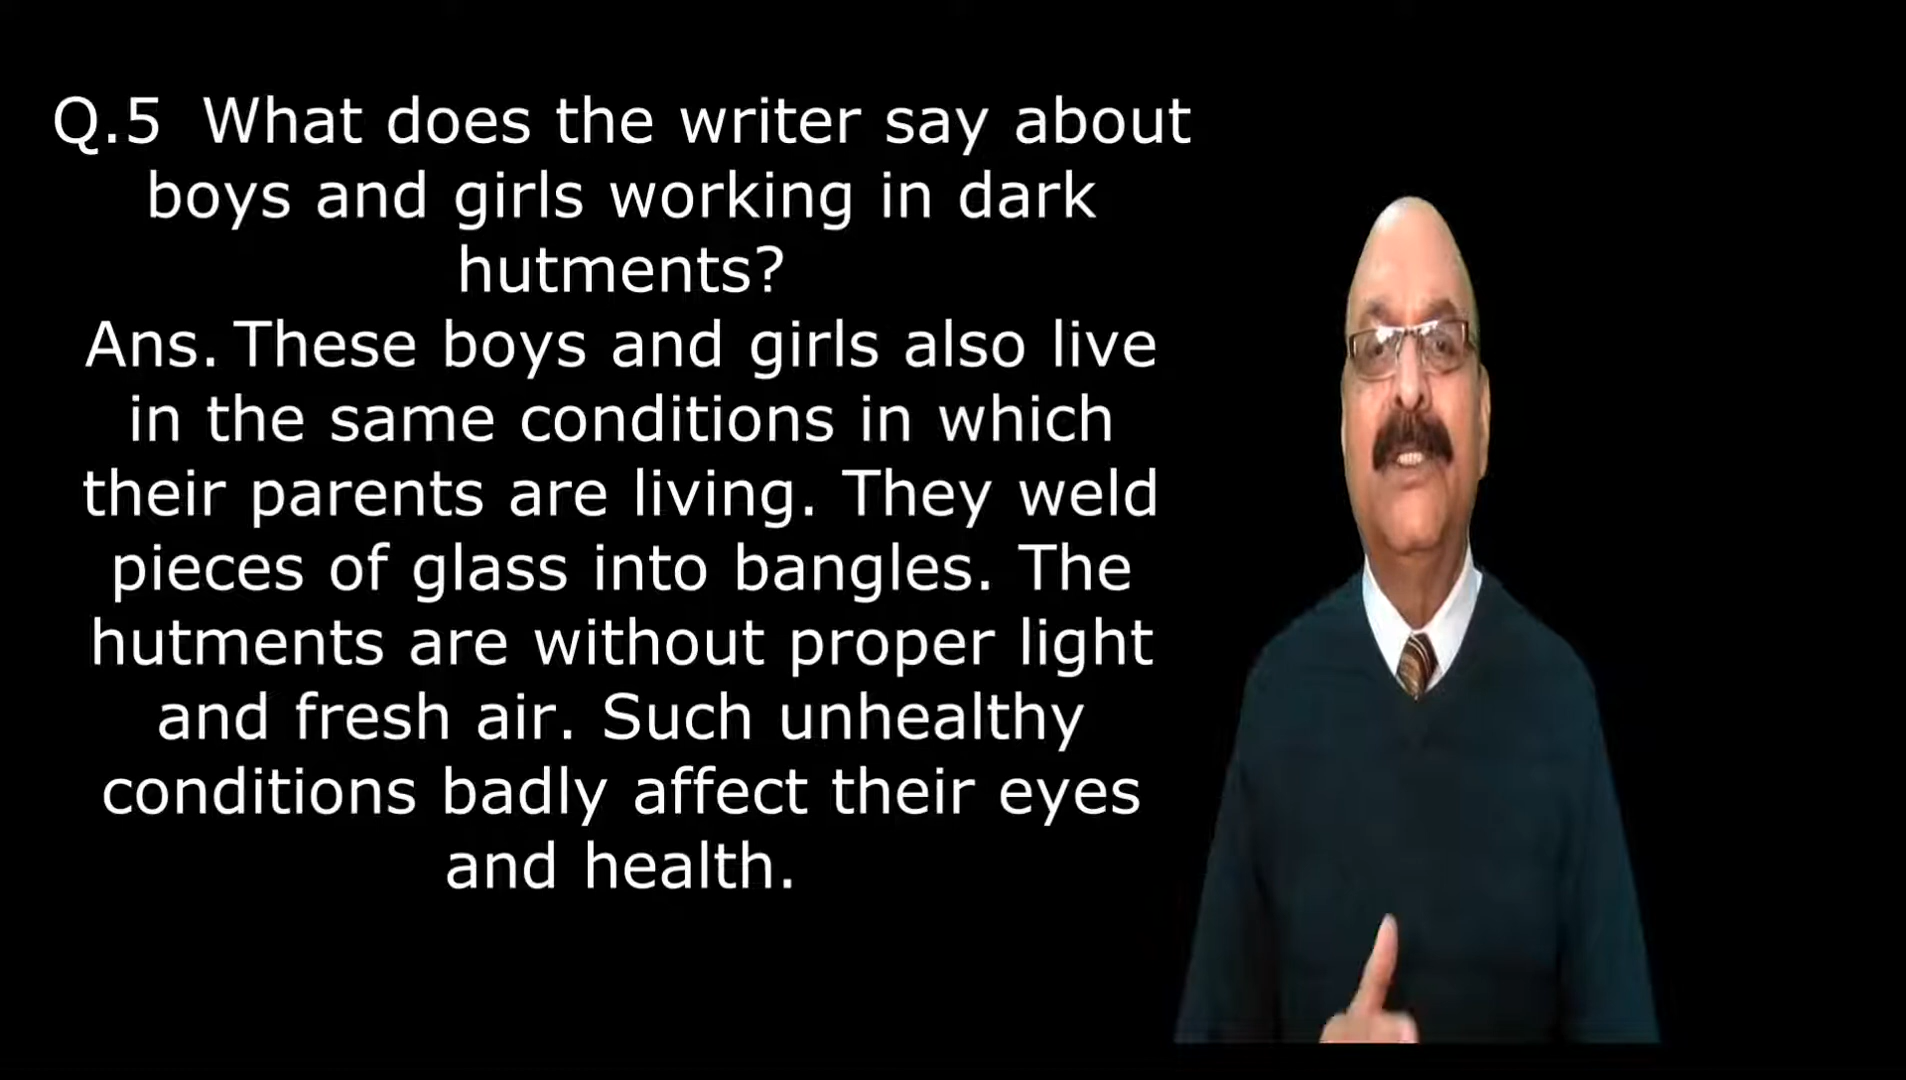 Q.5 What does the writer say about
boys and girls working in dark
hutments?
Ans. These boys and girls also live
in the same conditions in which
their parents are living. They weld
pieces of glass into bangles. The
hutments are without proper light
and fresh air. Such unhealthy
conditions badly affect their eyes
and health.